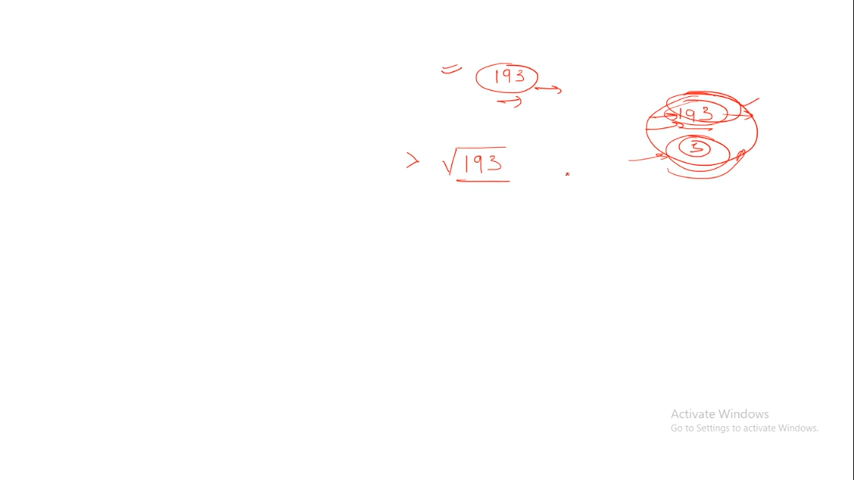 = 193
193
3
> √193
Activate Windows
Go to Settings to activate Windows.